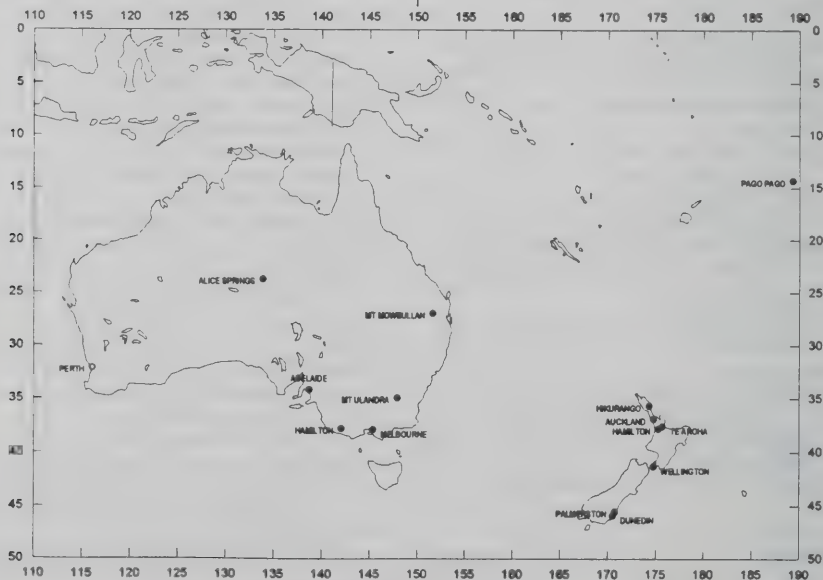 110 115 120 125 130 135 140 145 150 155 160 165 170 175 180 185 190
0 0
5 5
10 10
PAGO PAGO
15 15
20 20
ALICE SPRINGS
25 25
MT MOWBULLAN
30 30
PERTH
ADELAIDE
35 MT ULANDRA 35
HIKURANGO
AUCKLAND
HAMILTON MELBOURNE HAMILTON TE AROHA
40 40
WELLINGTON
45 45
PALMERSTON DUNEDIN
50 50
110 115 120 125 130 135 140 145 150 155 160 165 170 175 180 185 190